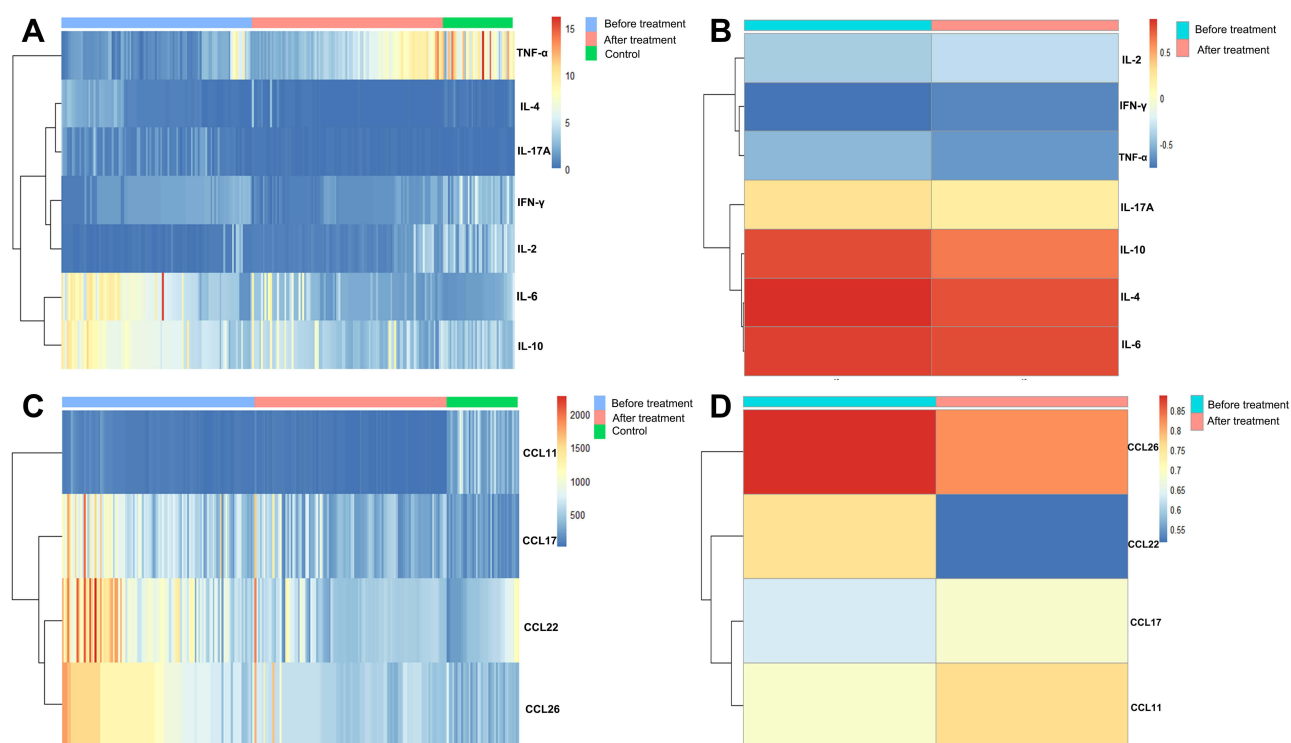 A
Before treatment
After treatment
Control
15
10
5
0
TNF-α
IL-4
IL-17A
IFN-γ
IL-2
IL-6
IL-10
B
Before treatment
After treatment
0.5
0
-0.5
IL-2
IFN-γ
TNF-α
IL-17A
IL-10
IL-4
IL-6
C
Before treatment
After treatment
Control
2000
1500
1000
500
CCL11
CCL17
CCL22
CCL26
D
Before treatment
After treatment
0.85
0.8
0.75
0.7
0.65
0.6
0.55
CCL26
CCL22
CCL17
CCL11